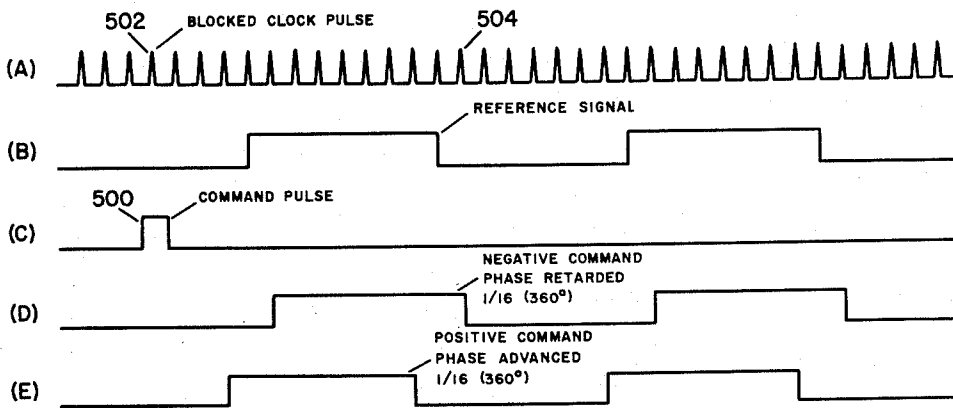 502
BLOCKED CLOCK PULSE
504
(A)
REFERENCE SIGNAL
(B)
500
COMMAND PULSE
(C)
NEGATIVE COMMAND
PHASE RETARDED
1/16 (360°)
(D)
POSITIVE COMMAND
PHASE ADVANCED
1/16 (360°)
(E)